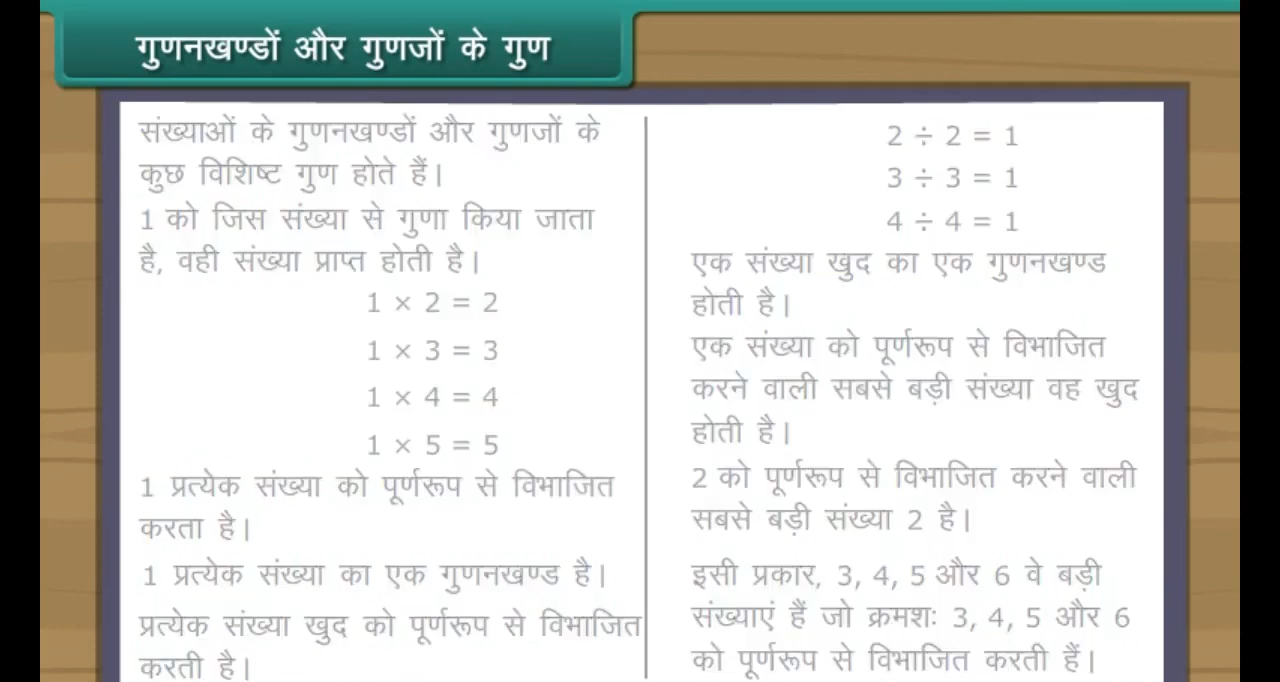 गुणनखण्डों और गुणजों के गुण
संख्याओं के गुणनखण्डों और गुणजों के
कुछ विशिष्ट गुण होते हैं।
1 को जिस संख्या से गुणा किया जाता
है, वही संख्या प्राप्त होती है।
1 × 2 = 2
1 × 3 = 3
1 × 4 = 4
1 × 5 = 5
1 प्रत्येक संख्या को पूर्णरूप से विभाजित
करता है।
1 प्रत्येक संख्या का एक गुणनखण्ड है।
प्रत्येक संख्या खुद को पूर्णरूप से विभाजित
करती है।
2 ÷ 2 = 1
3 ÷ 3 = 1
4 ÷ 4 = 1
एक संख्या खुद का एक गुणनखण्ड
होती है।
एक संख्या को पूर्णरूप से विभाजित
करने वाली सबसे बड़ी संख्या वह खुद
होती है।
2 को पूर्णरूप से विभाजित करने वाली
सबसे बड़ी संख्या 2 है।
इसी प्रकार, 3, 4, 5 और 6 वे बड़ी
संख्याएं हैं जो क्रमशः 3, 4, 5 और 6
को पूर्णरूप से विभाजित करती हैं।